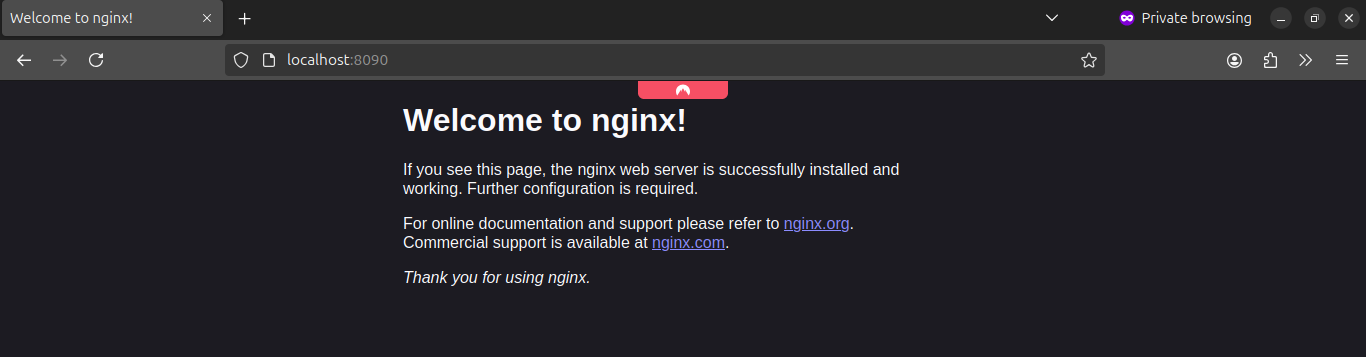 Welcome to nginx!
Private browsing
localhost:8090
Welcome to nginx!
If you see this page, the nginx web server is successfully installed and
working. Further configuration is required.
For online documentation and support please refer to nginx.org.
Commercial support is available at nginx.com.
Thank you for using nginx.